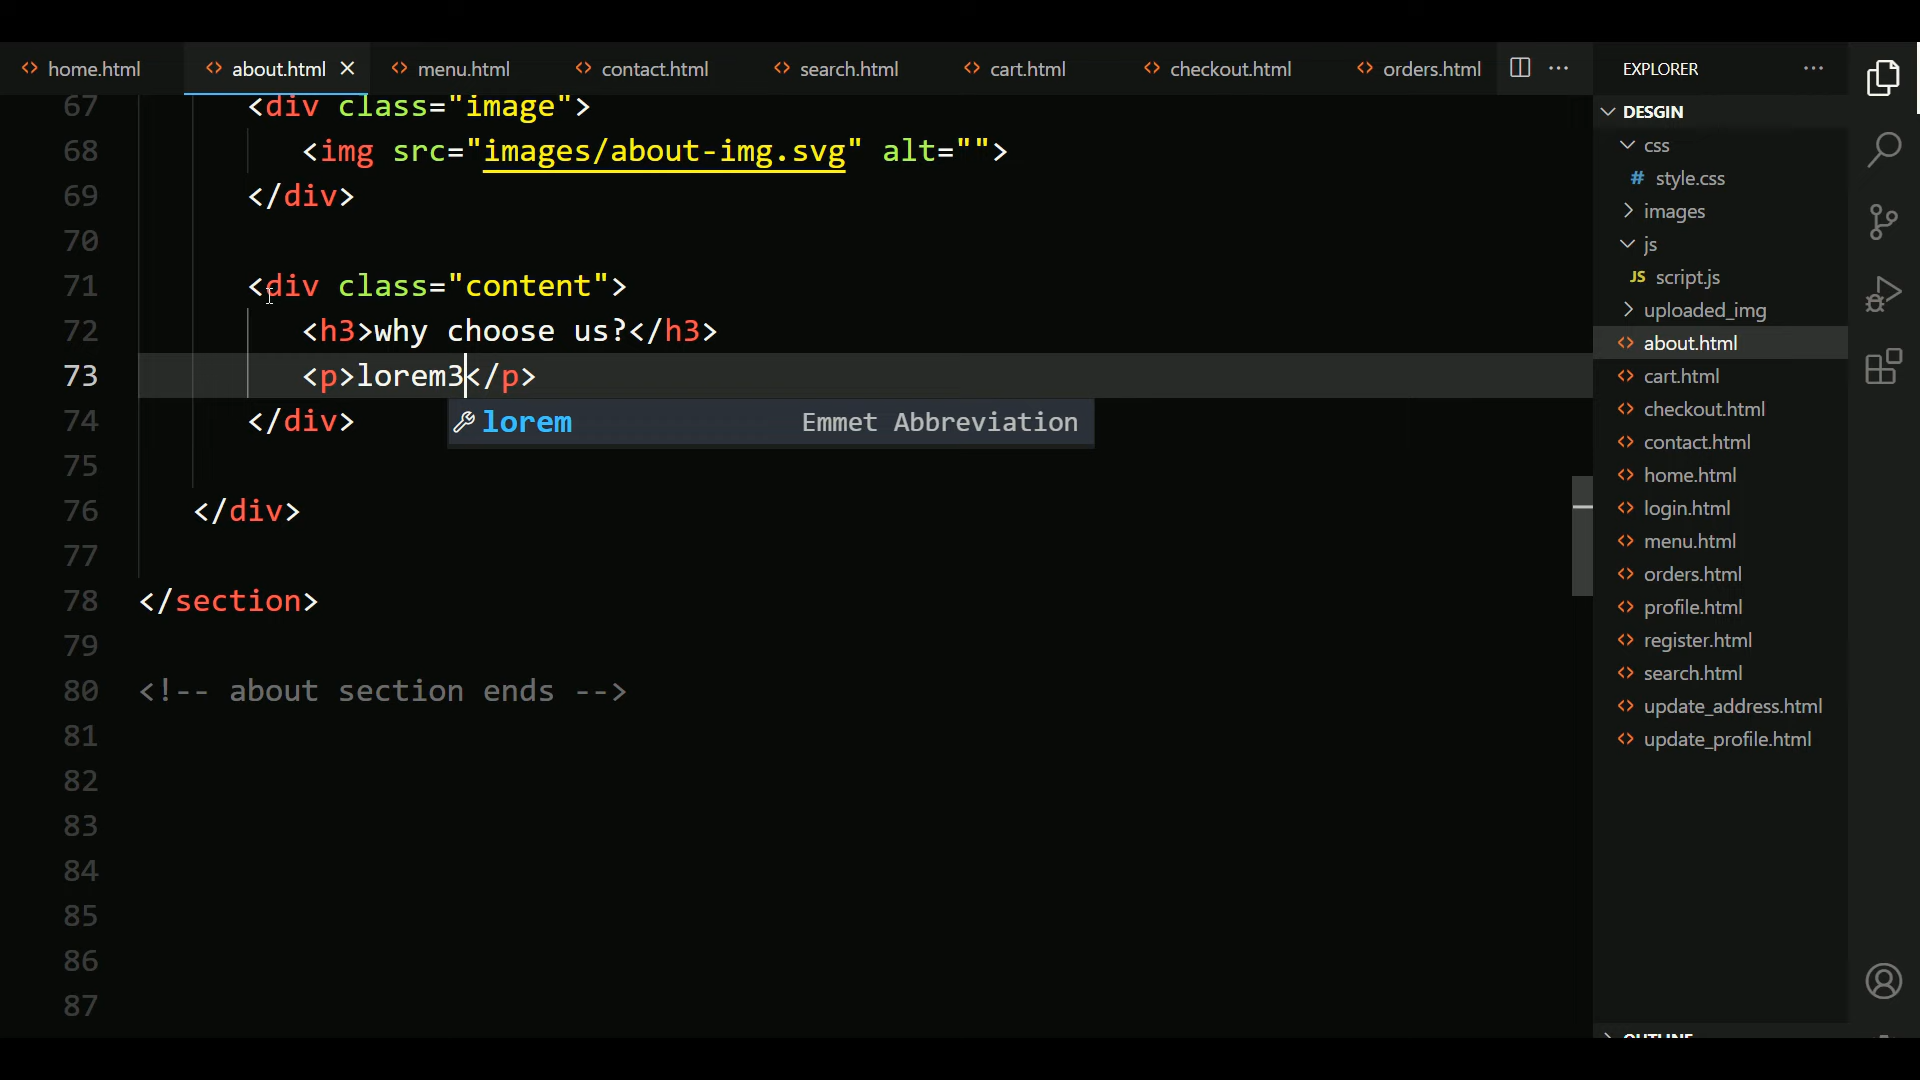 home.html about.html menu.html contact.html search.html cart.html checkout.html orders.html
67 <div class="image">
68 <img src="images/about-img.svg" alt="">
69 </div>
70
71 <div class="content">
72 <h3>why choose us?</h3>
73 <p>lorem3</p>
lorem Emmet Abbreviation
74 </div>
75
76 </div>
77
78 </section>
79
80 <!-- about section ends -->
81
82
83
84
85
86
87
EXPLORER
DESGIN
css
# style.css
images
js
JS script.js
uploaded_img
about.html
cart.html
checkout.html
contact.html
home.html
login.html
menu.html
orders.html
profile.html
register.html
search.html
update_address.html
update_profile.html
OUTLINE